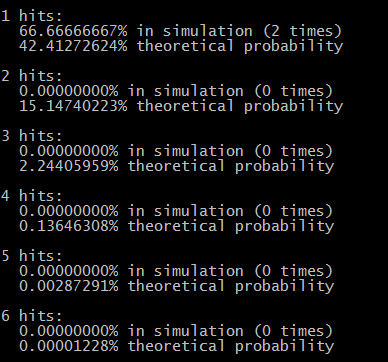 1 hits:
66.66666667% in simulation (2 times)
42.41272624% theoretical probability
2 hits:
0.00000000% in simulation (0 times)
15.14740223% theoretical probability
3 hits:
0.00000000% in simulation (0 times)
2.24405959% theoretical probability
4 hits:
0.00000000% in simulation (0 times)
0.13646308% theoretical probability
5 hits:
0.00000000% in simulation (0 times)
0.00287291% theoretical probability
6 hits:
0.00000000% in simulation (0 times)
0.00001228% theoretical probability